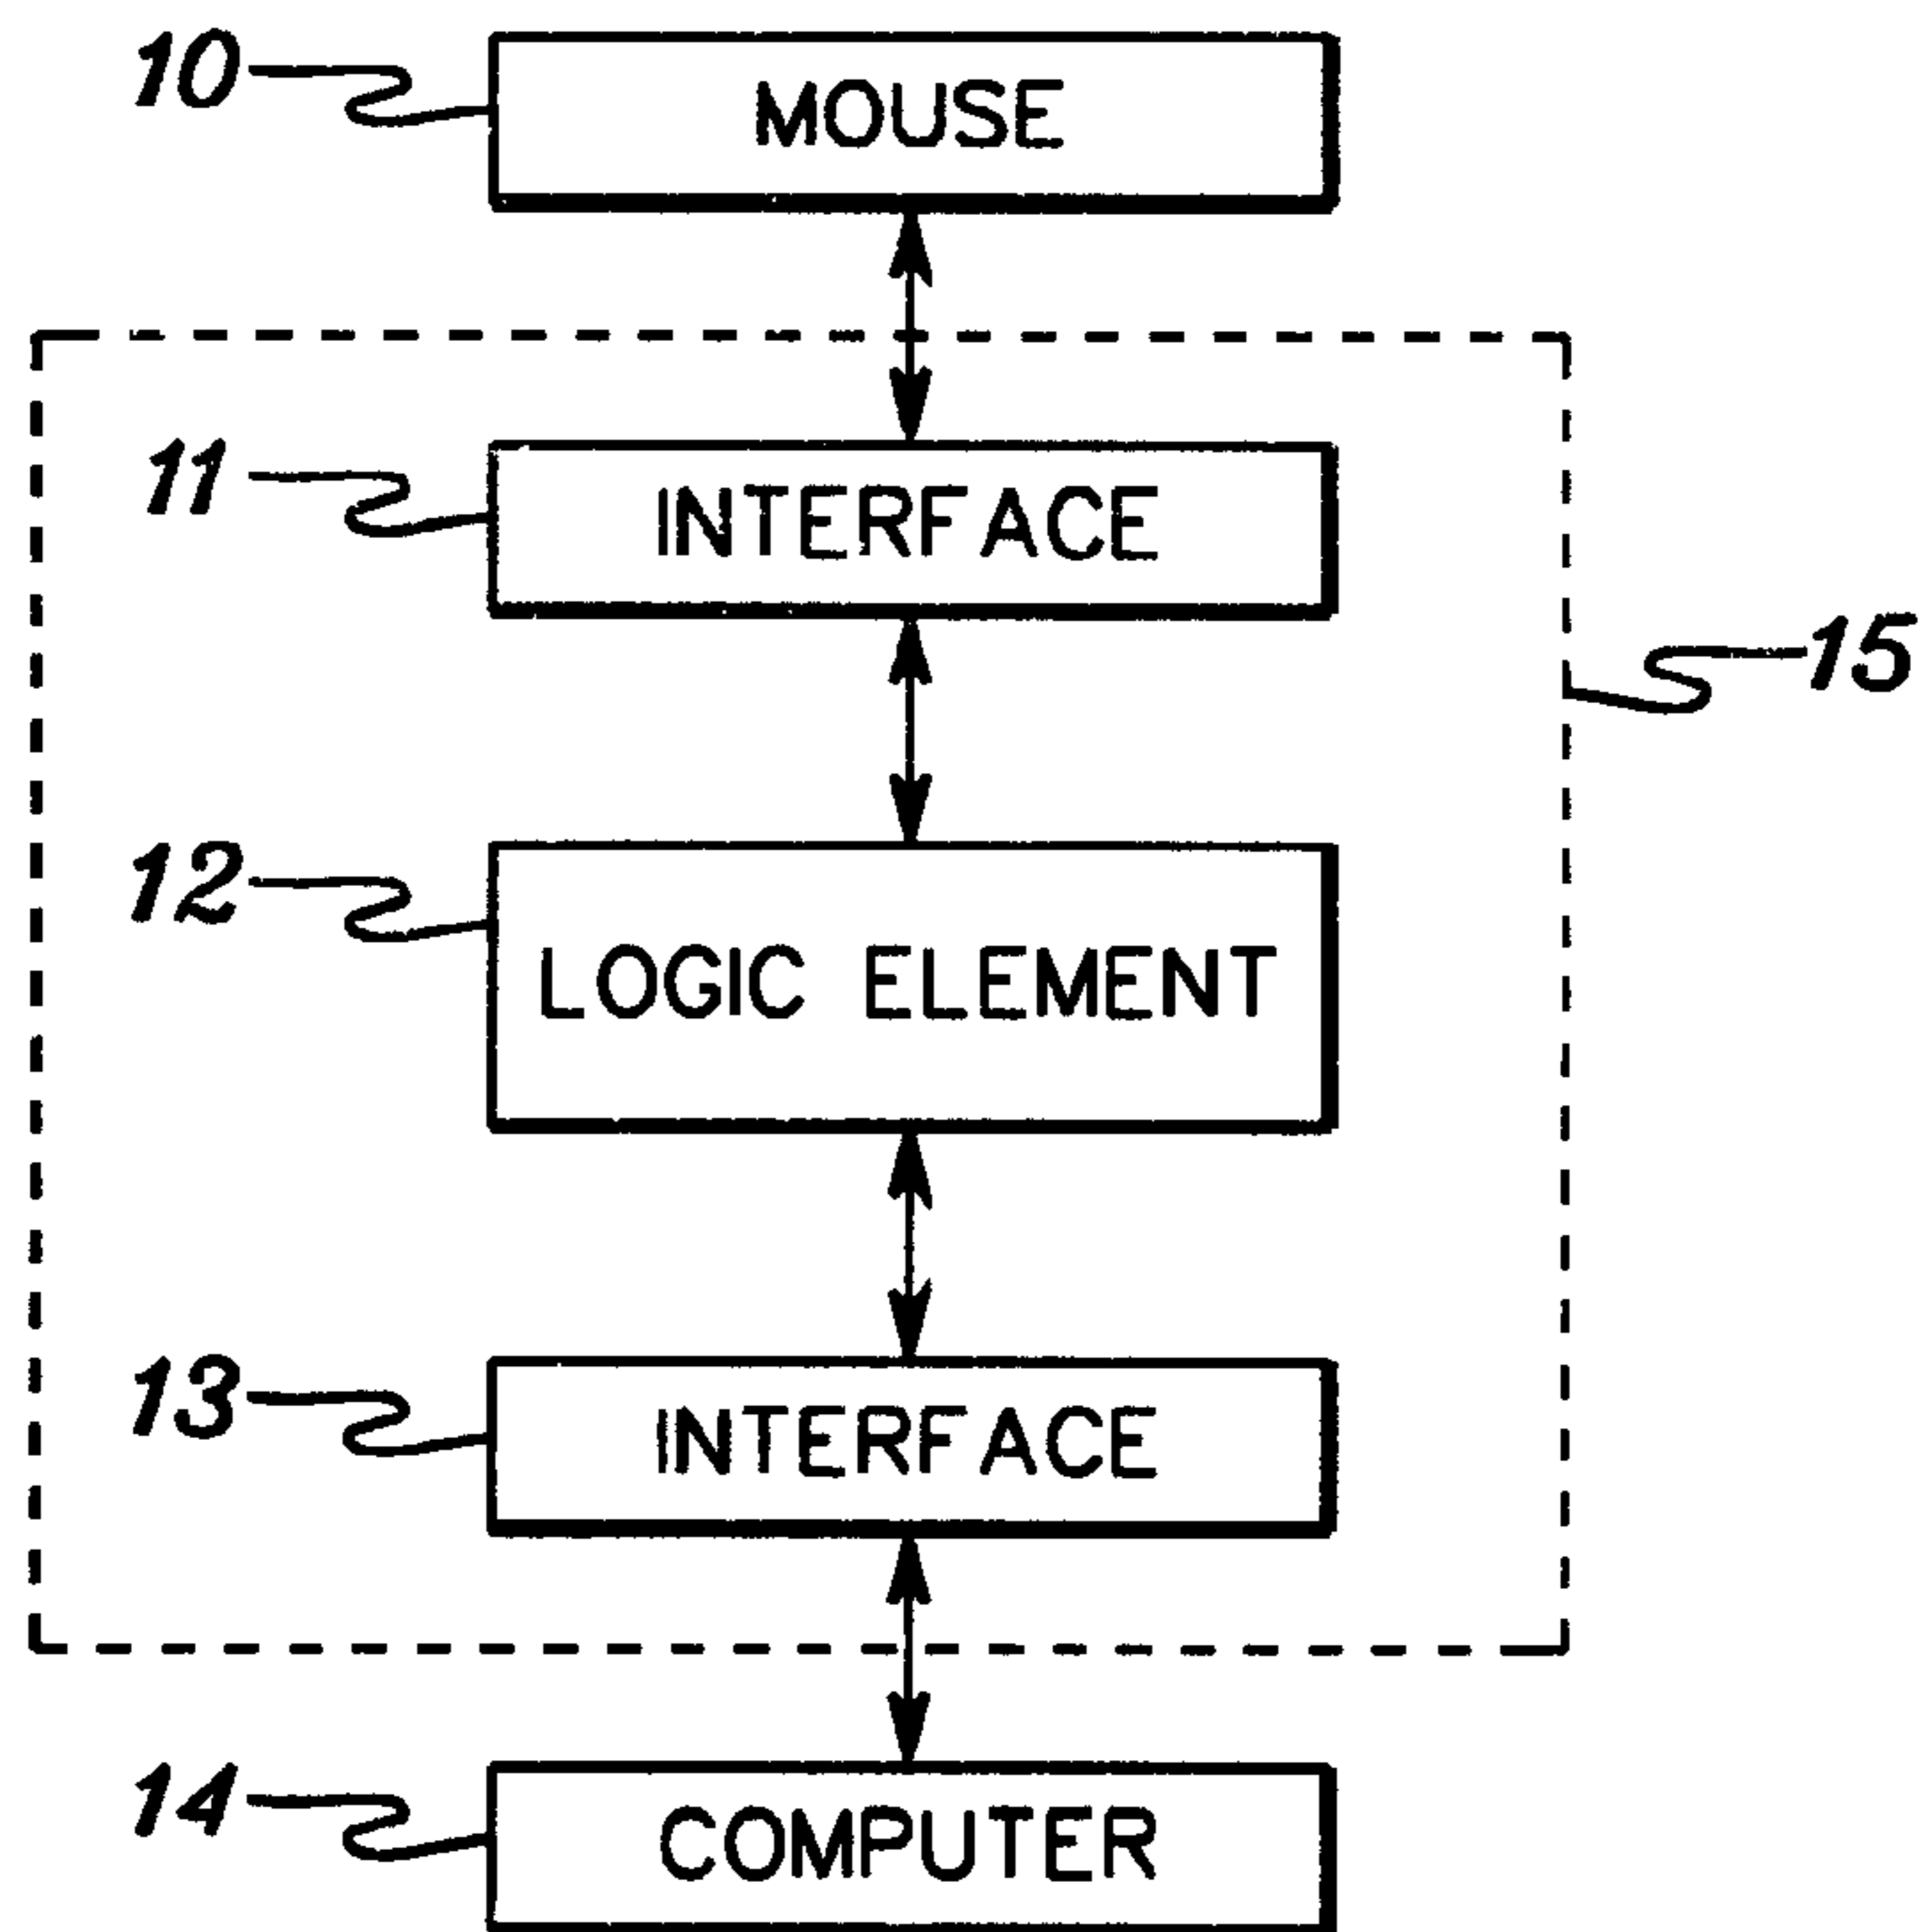 10 MOUSE
11 INTERFACE
15
12 LOGIC ELEMENT
13 INTERFACE
14 COMPUTER